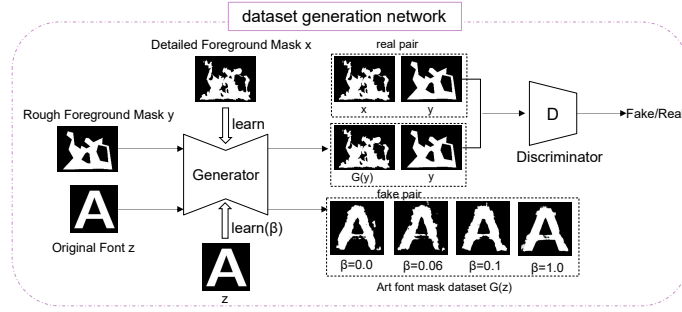 dataset generation network
Detailed Foreground Mask x
real pair
learn
x
y
Rough Foreground Mask y
D
Fake/Real
Discriminator
Generator
G(y)
y
fake pair
A
Original Font z
learn(β)
A
z
A
A
A
A
β=0.0
β=0.06
β=0.1
β=1.0
Art font mask dataset G(z)